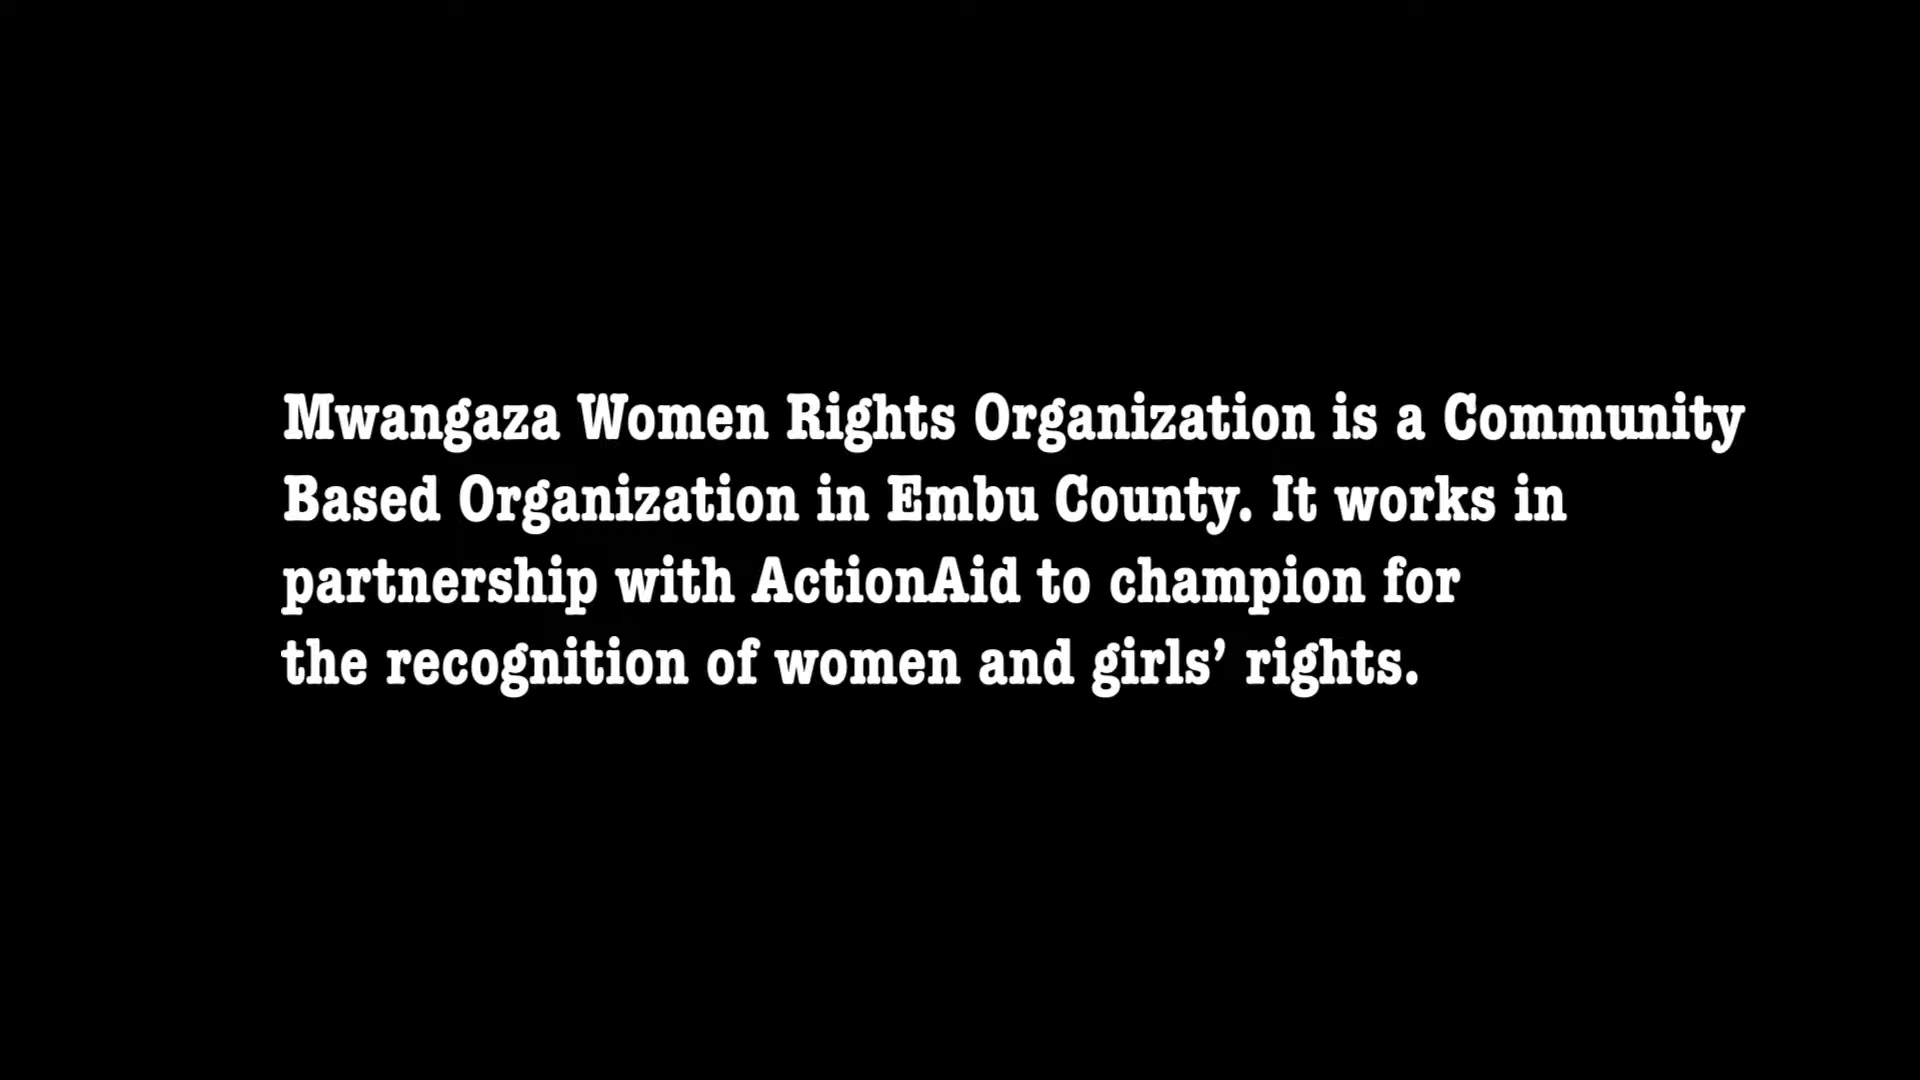 Mwangaza Women Rights Organization is a Community
Based Organization in Embu County. It works in
partnership with ActionAid to champion for
the recognition of women and girls’ rights.